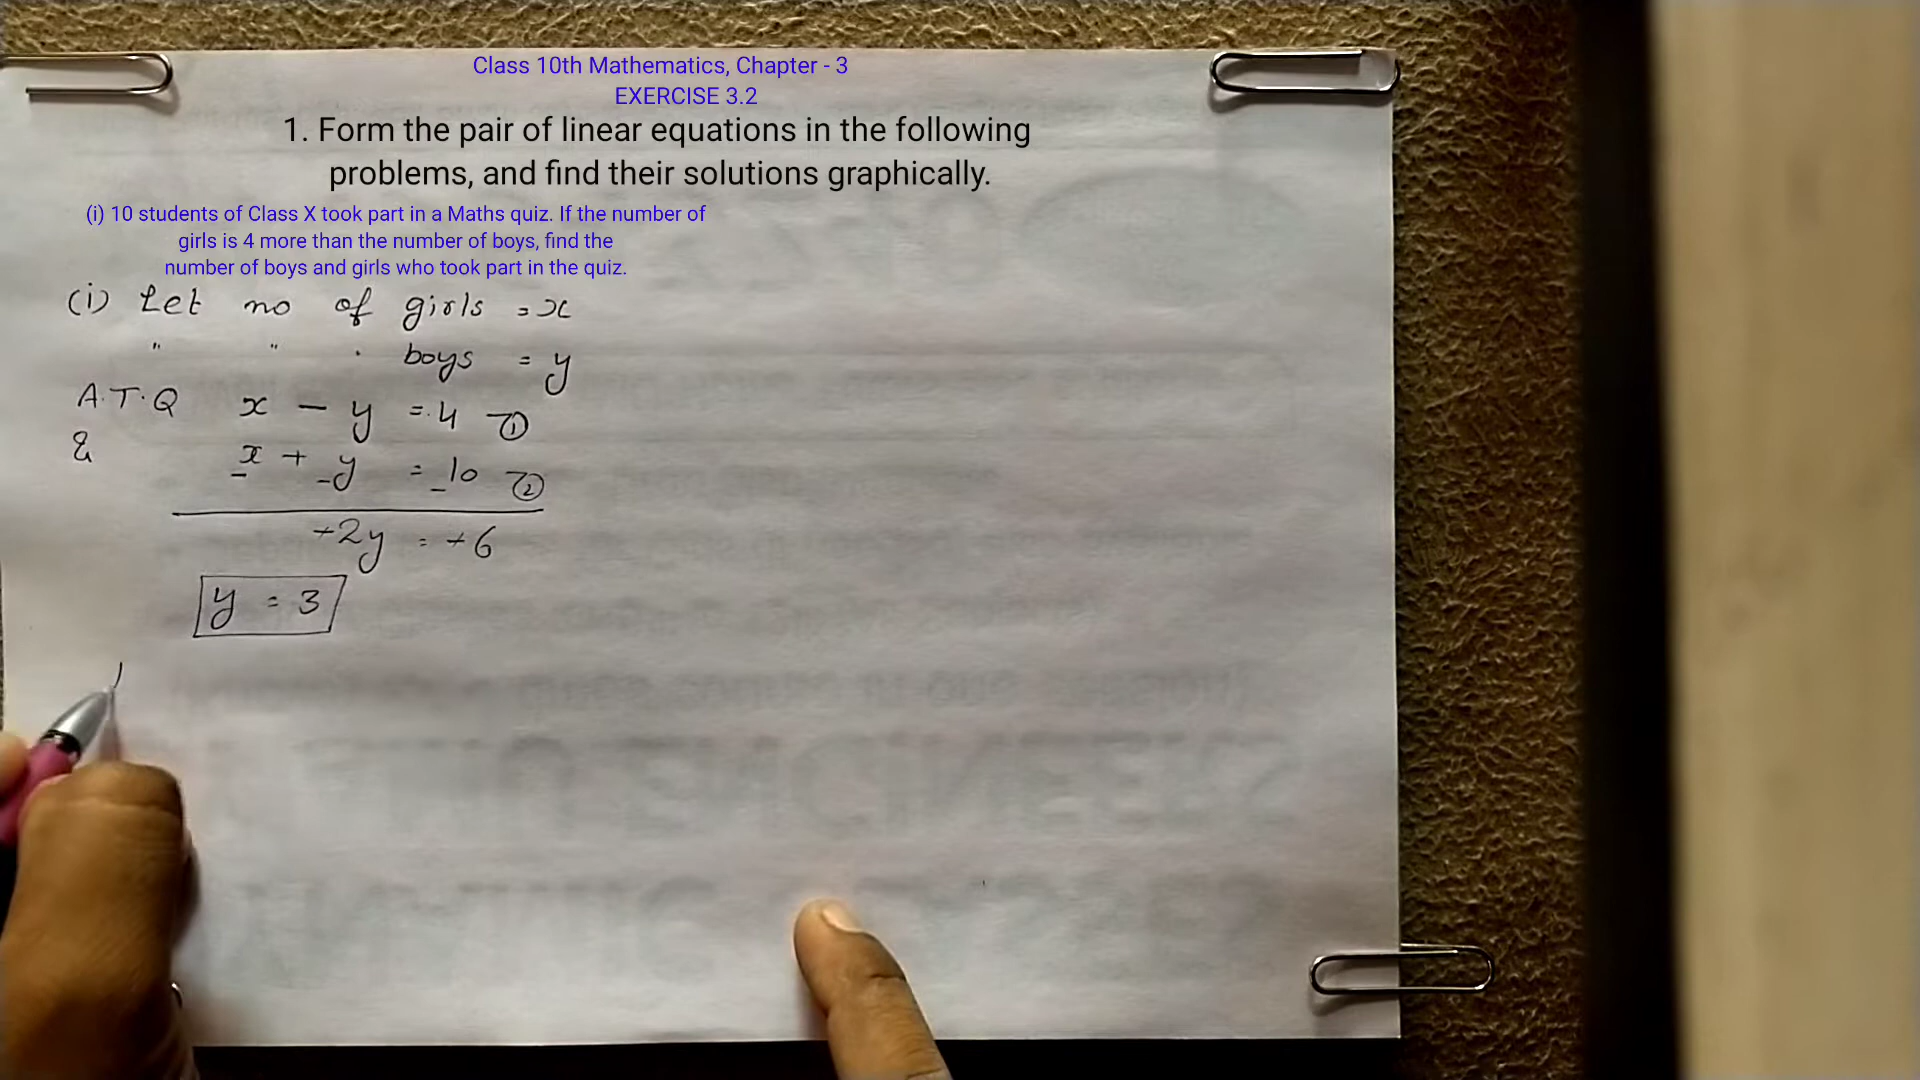 Class 10th Mathematics, Chapter - 3
EXERCISE 3.2
1. Form the pair of linear equations in the following
problems, and find their solutions graphically.
(i) 10 students of Class X took part in a Maths quiz. If the number of
girls is 4 more than the number of boys, find the
number of boys and girls who took part in the quiz.
(i) Let no of girls = x
" " . boys = y
A.T.Q x - y = 4 ①
& x + y = 10 ②
- - -
+2y = +6
y = 3